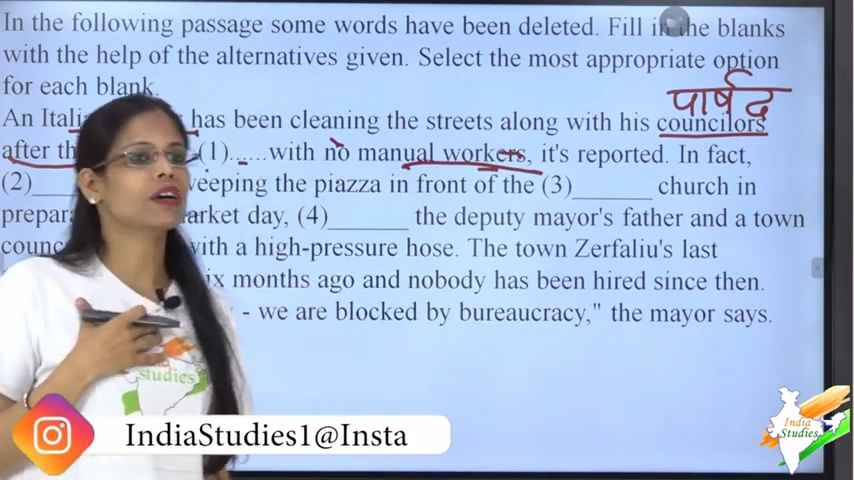 In the following passage some words have been deleted. Fill in the blanks
with the help of the alternatives given. Select the most appropriate option
for each blank.
पार्षद
An Itali has been cleaning the streets along with his councilors
after th (1)......with no manual workers, it's reported. In fact,
(2)___ weeping the piazza in front of the (3)_______ church in
prepara arket day, (4)_______ the deputy mayor's father and a town
counc with a high-pressure hose. The town Zerfaliu's last
ix months ago and nobody has been hired since then.
- we are blocked by bureaucracy," the mayor says.
studies
IndiaStudies1@Insta
India
Studies